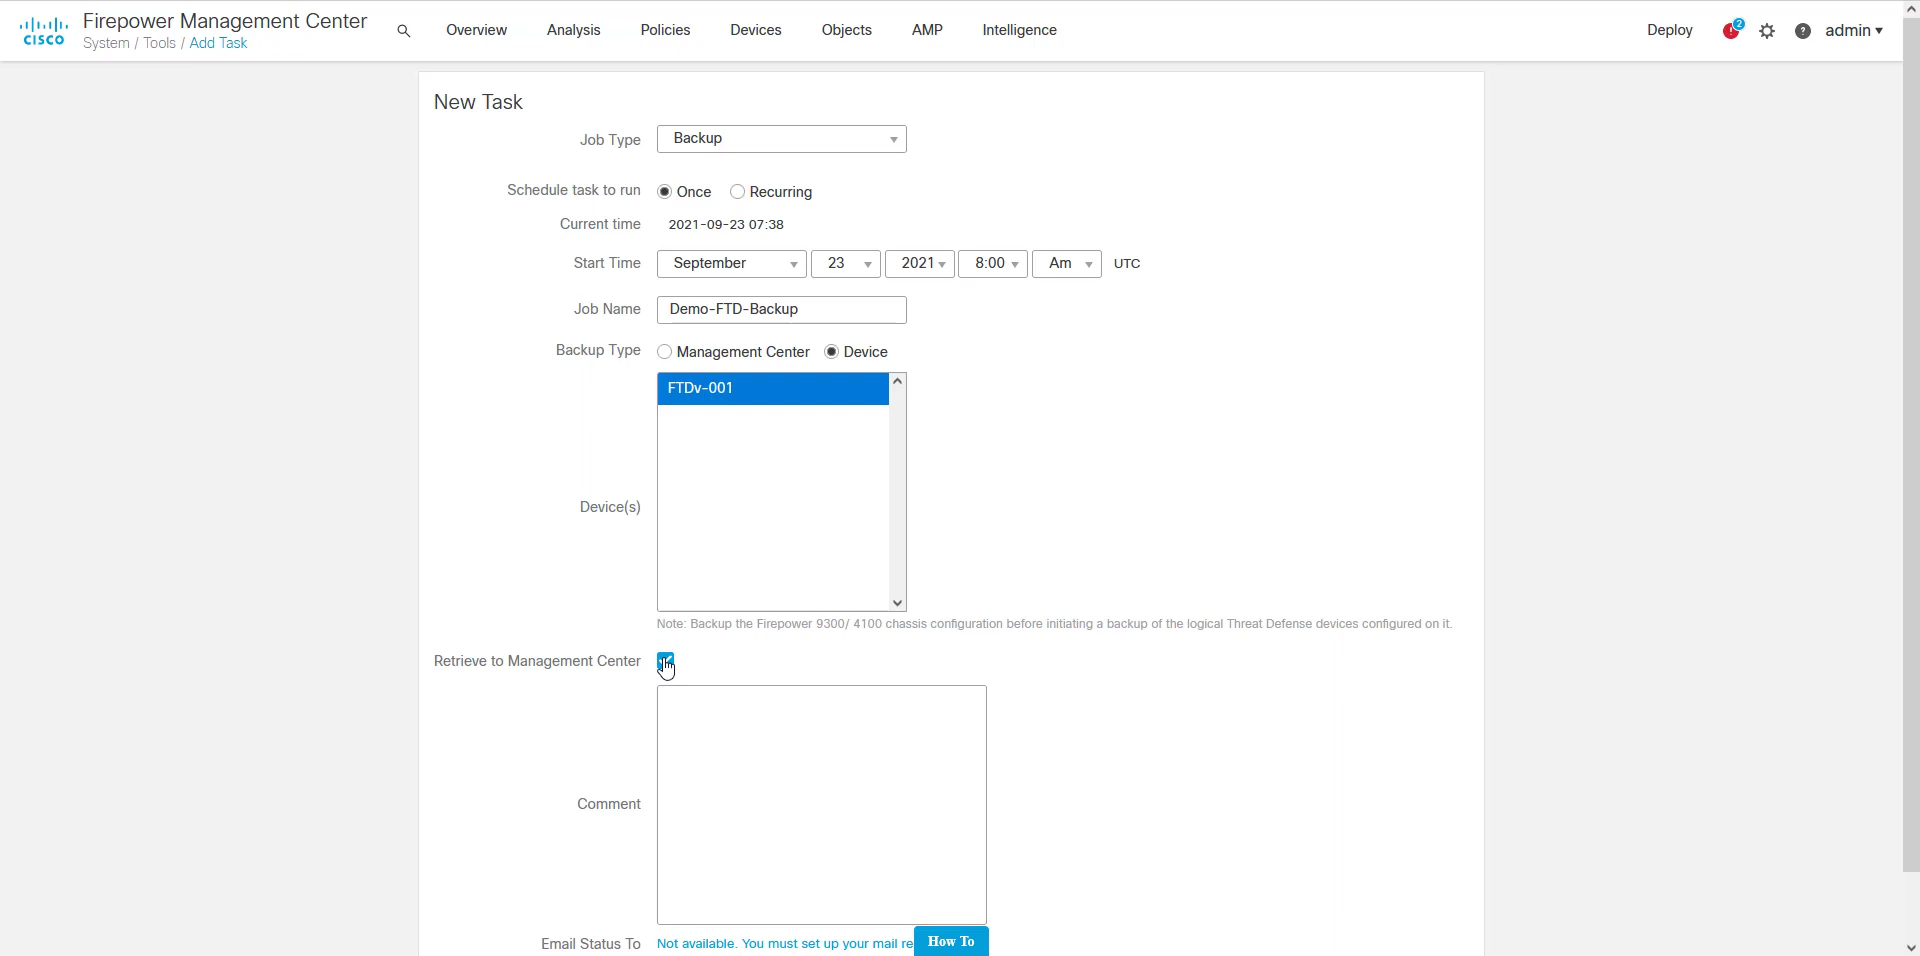 Firepower Management Center
CISCO
System / Tools / Add Task
Overview Analysis Policies Devices Objects AMP Intelligence
Deploy 2 ? admin
New Task
Job Type Backup
Schedule task to run Once Recurring
Current time 2021-09-23 07:38
Start Time September 23 2021 8:00 Am UTC
Job Name Demo-FTD-Backup
Backup Type Management Center Device
FTDv-001
Device(s)
Note: Backup the Firepower 9300/ 4100 chassis configuration before initiating a backup of the logical Threat Defense devices configured on it.
Retrieve to Management Center
Comment
Email Status To Not available. You must set up your mail re
How To